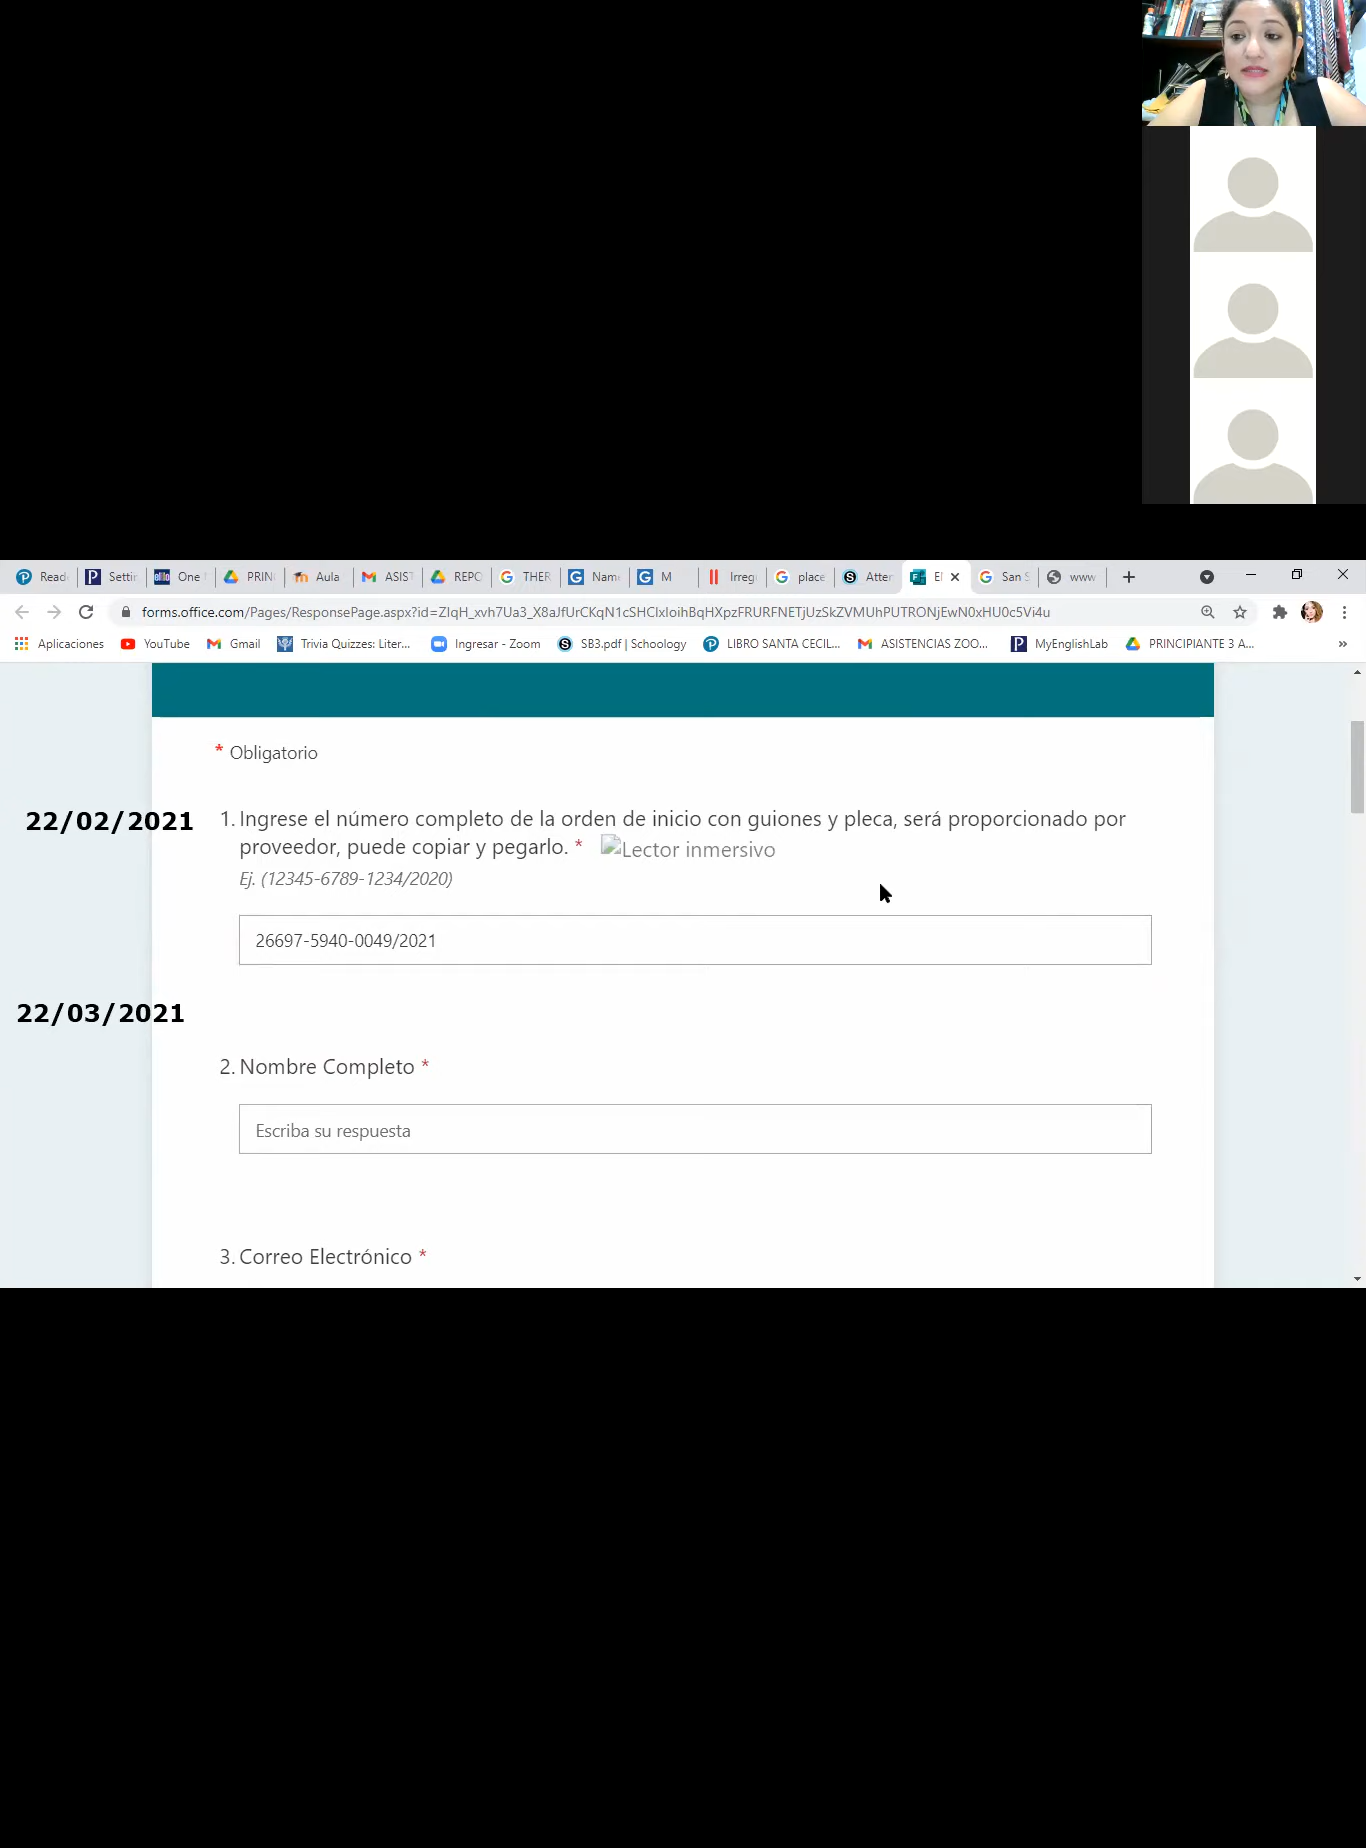 Read
Settin
One
PRIN
Aula
ASIST
REPO
THER
Name
M
Irreg
place
Atten
El
San S
www
forms.office.com/Pages/ResponsePage.aspx?id=ZIqH_xvh7Ua3_X8aJfUrCKqN1cSHCIxIoihBqHXpzFRURFNETjUzSkZVMUhPUTRONjEwN0xHU0c5Vi4u
Aplicaciones
YouTube
Gmail
Trivia Quizzes: Liter...
Ingresar - Zoom
SB3.pdf | Schoology
LIBRO SANTA CECIL...
ASISTENCIAS ZOO...
MyEnglishLab
PRINCIPIANTE 3 A...
* Obligatorio
22/02/2021
1. Ingrese el número completo de la orden de inicio con guiones y pleca, será proporcionado por
proveedor, puede copiar y pegarlo. * Lector inmersivo
Ej. (12345-6789-1234/2020)
26697-5940-0049/2021
22/03/2021
2. Nombre Completo *
Escriba su respuesta
3. Correo Electrónico *